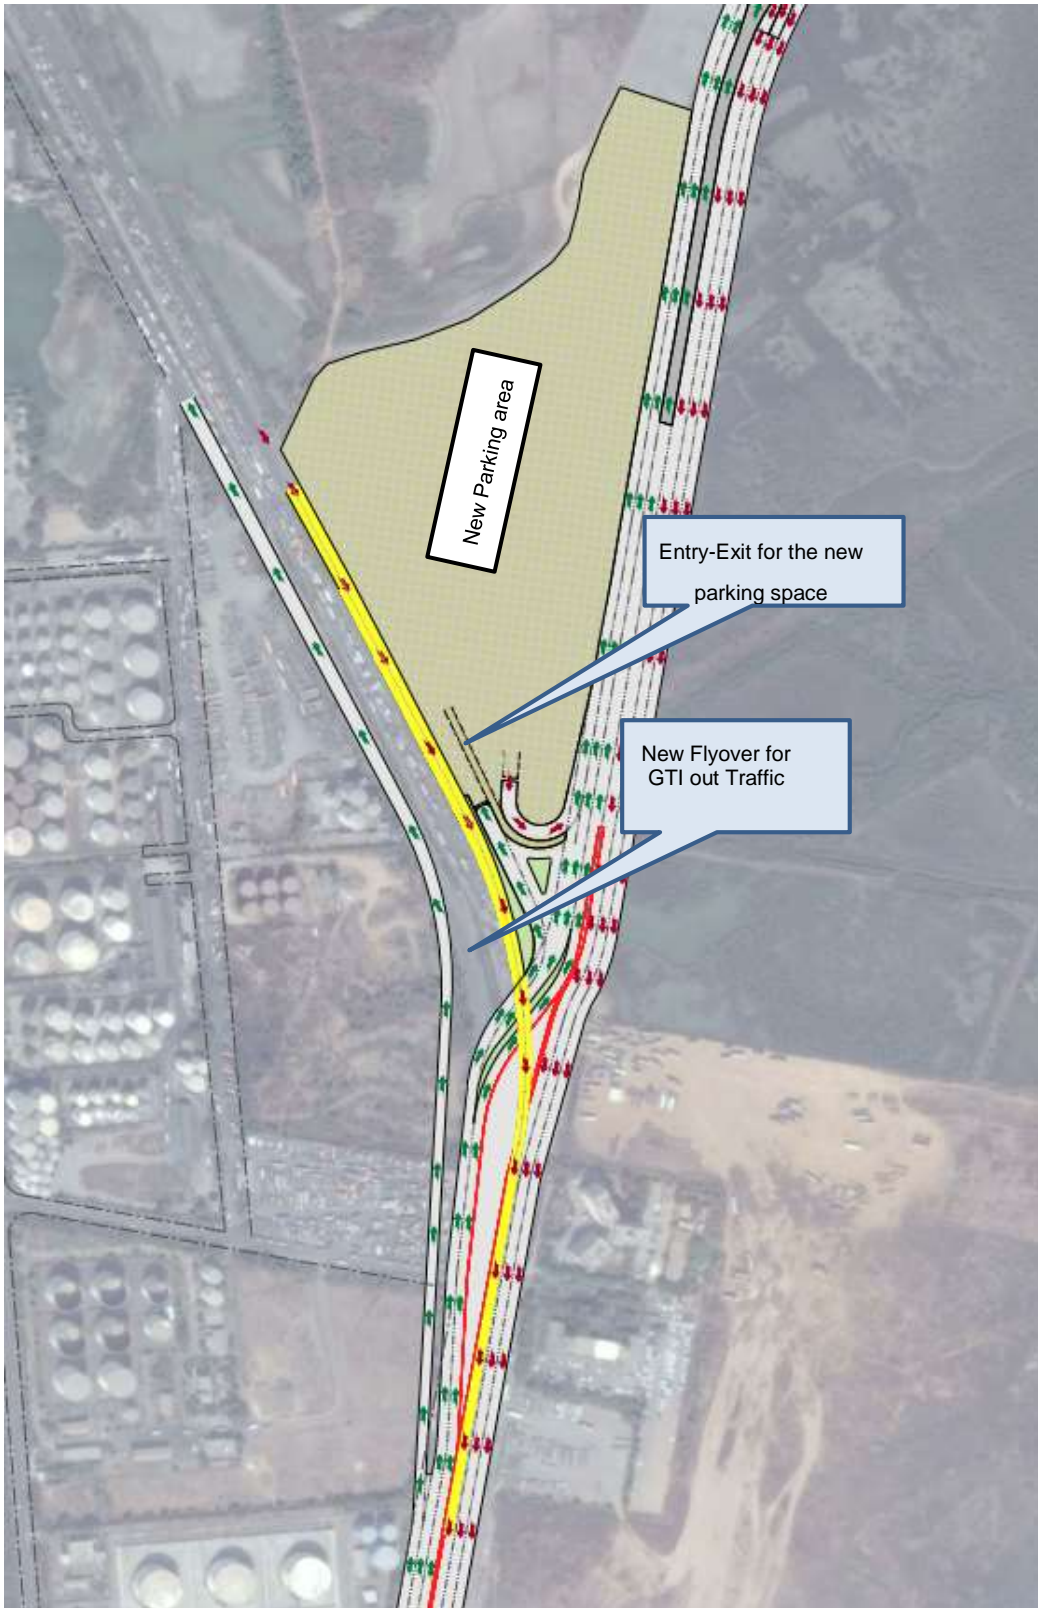 New Parking area
Entry-Exit for the new
parking space
New Flyover for
GTI out Traffic